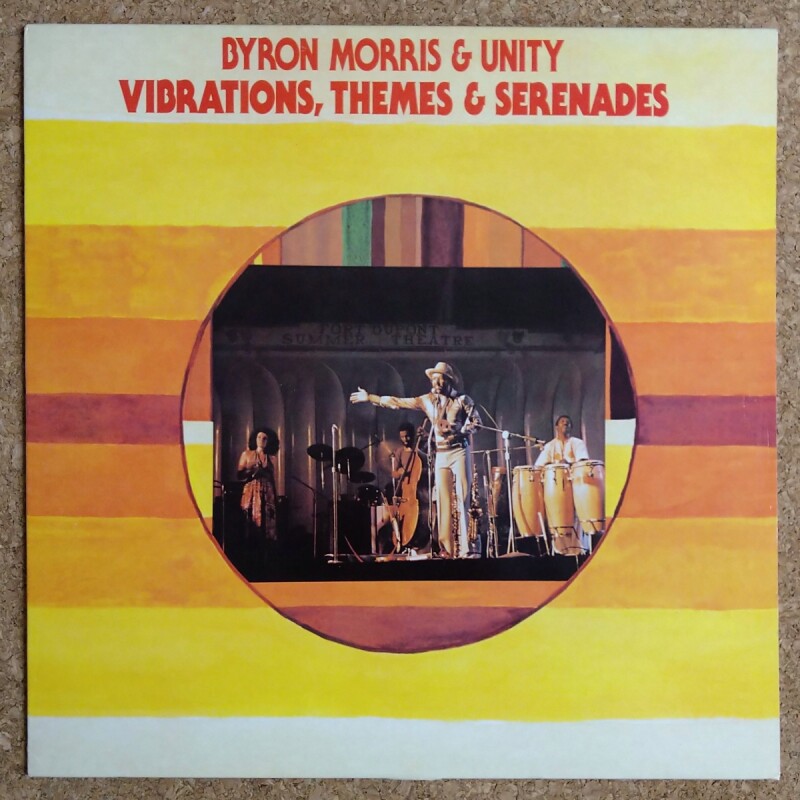 BYRON MORRIS & UNITY
VIBRATIONS, THEMES & SERENADES
FORT DUPONT
SUMMER THEATRE